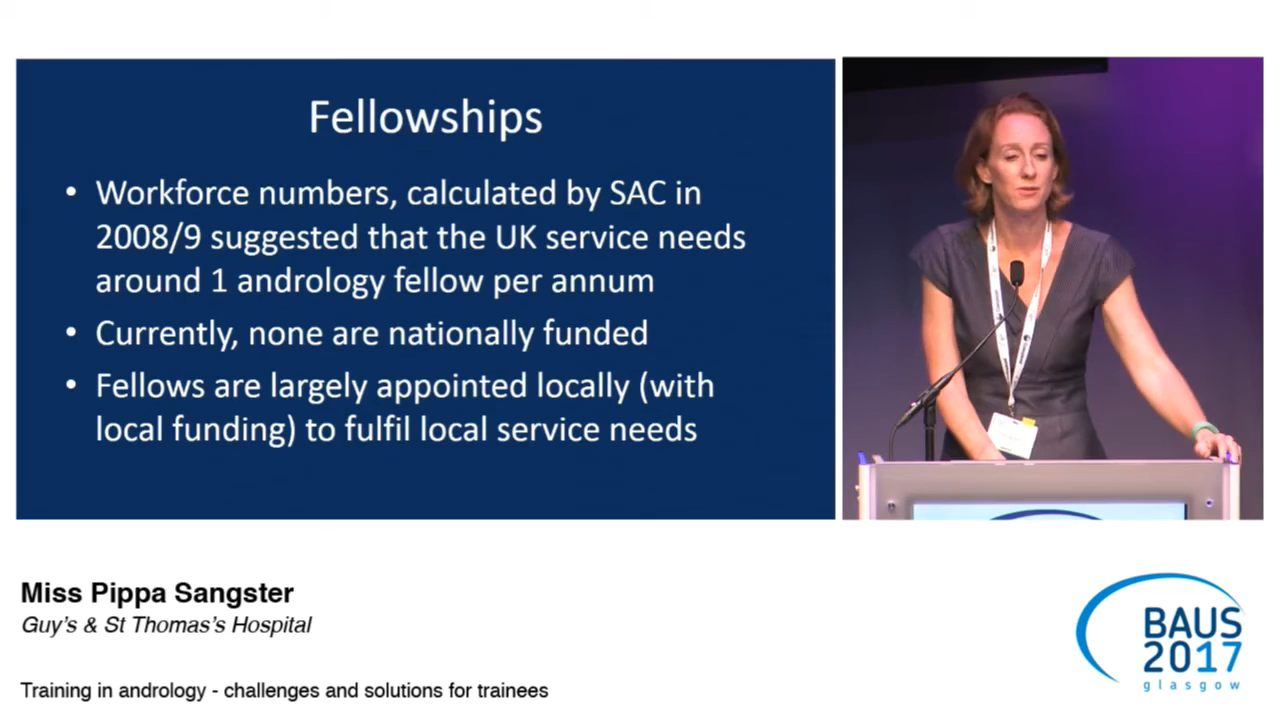 Fellowships
• Workforce numbers, calculated by SAC in
2008/9 suggested that the UK service needs
around 1 andrology fellow per annum
• Currently, none are nationally funded
• Fellows are largely appointed locally (with
local funding) to fulfil local service needs
Miss Pippa Sangster
Guy's & St Thomas's Hospital
Training in andrology - challenges and solutions for trainees
BAUS
2017
glasgow